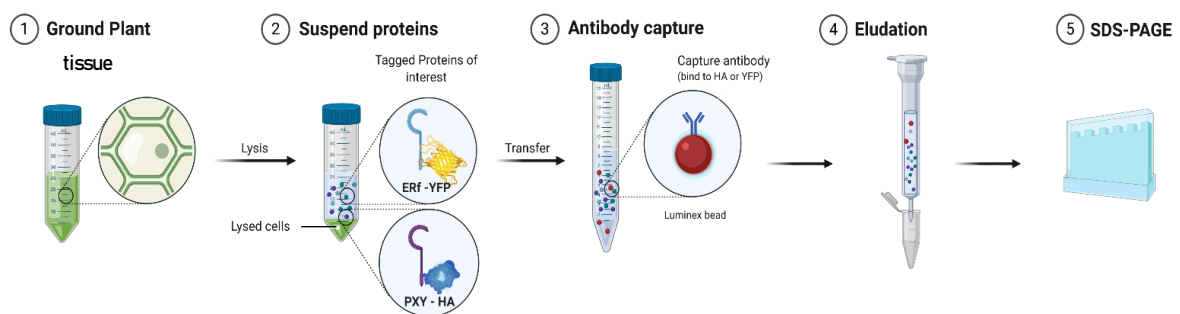 1 Ground Plant
tissue
2 Suspend proteins
3 Antibody capture
4 Eludation
5 SDS-PAGE
Tagged Proteins of
interest
Capture antibody
(bind to HA or YFP)
Lysis
Transfer
ERf -YFP
Lysed cells
Luminex bead
PXY - HA